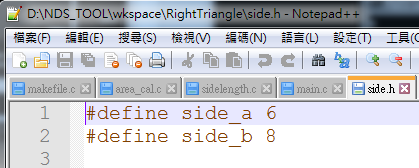 D:\NDS_TOOL\wkspace\RightTriangle\side.h - Notepad++
檔案(F) 編輯(E) 搜尋(S) 檢視(V) 編碼(N) 語言(L) 設定(T) 工具(O
makefile.c area_cal.c sidelength.c main.c side.h
1 #define side_a 6
2 #define side_b 8
3